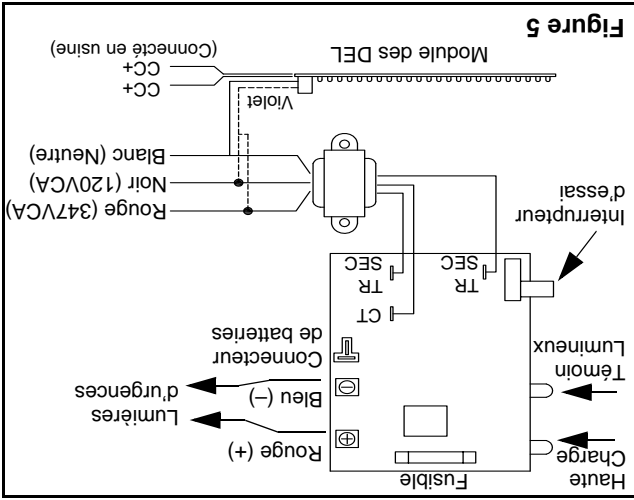 Fusible
Haute
Charge
Rouge (+)
Lumières
d'urgences
Bleu (–)
Témoin
Lumineux
Connecteur
de batteries
CT
TR
SEC
TR
SEC
Interrupteur
d'essai
Rouge (347VCA)
Noir (120VCA)
Blanc (Neutre)
Violet
CC+
CC+
(Connecté en usine)
Module des DEL
Figure 5